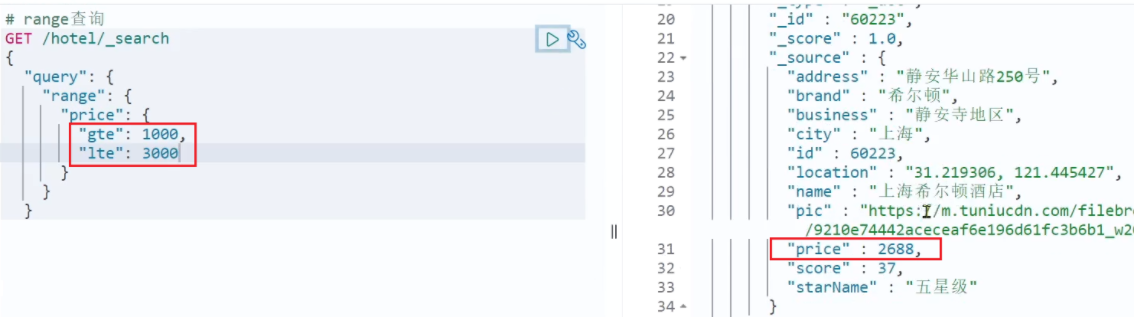 # range查询
GET /hotel/_search
{
"query": {
"range": {
"price": {
"gte": 1000,
"lte": 3000
}
}
}
20 "_id" : "60223",
21 "_score" : 1.0,
22 "_source" : {
23 "address" : "静安华山路250号",
24 "brand" : "希尔顿",
25 "business" : "静安寺地区",
26 "city" : "上海",
27 "id" : 60223,
28 "location" : "31.219306, 121.445427",
29 "name" : "上海希尔顿酒店",
30 "pic" : "https://m.tuniucdn.com/filebr
/9210e74442aceceaf6e196d61fc3b6b1_w2
31 "price" : 2688,
32 "score" : 37,
33 "starName" : "五星级"
34 }